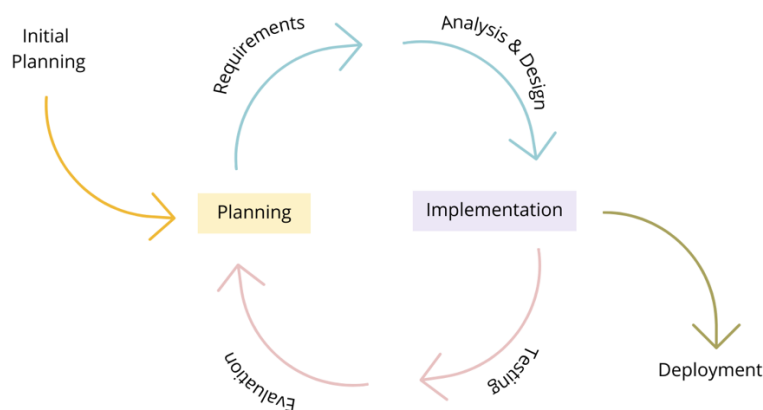 Initial
Planning
Requirements
Analysis & Design
Planning
Implementation
Evaluation
Testing
Deployment